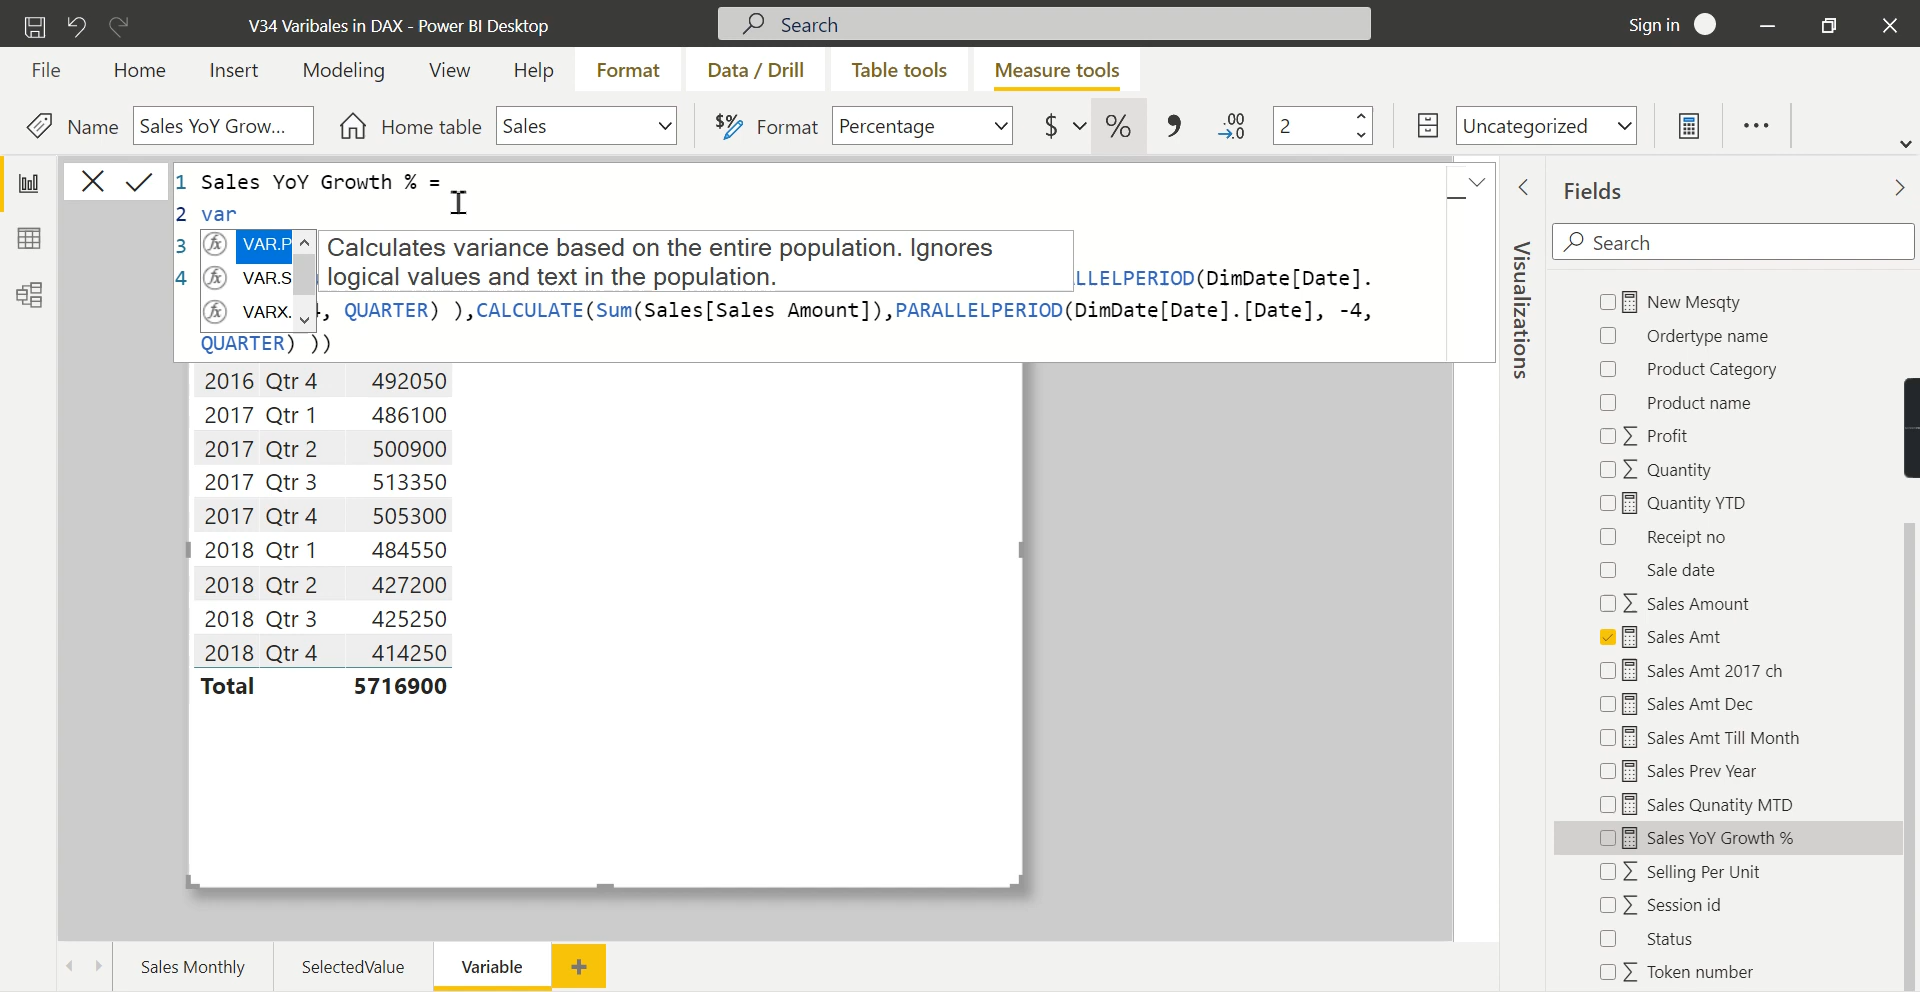 V34 Varibales in DAX - Power BI Desktop
Search
Sign in
File Home Insert Modeling View Help Format Data / Drill Table tools Measure tools
Name Sales YoY Grow... Home table Sales Format Percentage $ % 2 Uncategorized
1 Sales YoY Growth % =
2 var
3
4
VAR.P
VAR.S
VARX.
Calculates variance based on the entire population. Ignores
logical values and text in the population.
LLELPERIOD(DimDate[Date].
, QUARTER) ),CALCULATE(Sum(Sales[Sales Amount]),PARALLELPERIOD(DimDate[Date].[Date], -4,
QUARTER) ))
2016 Qtr 4 492050
2017 Qtr 1 486100
2017 Qtr 2 500900
2017 Qtr 3 513350
2017 Qtr 4 505300
2018 Qtr 1 484550
2018 Qtr 2 427200
2018 Qtr 3 425250
2018 Qtr 4 414250
Total 5716900
Visualizations
Fields
Search
New Mesqty
Ordertype name
Product Category
Product name
Profit
Quantity
Quantity YTD
Receipt no
Sale date
Sales Amount
Sales Amt
Sales Amt 2017 ch
Sales Amt Dec
Sales Amt Till Month
Sales Prev Year
Sales Qunatity MTD
Sales YoY Growth %
Selling Per Unit
Session id
Status
Token number
Sales Monthly SelectedValue Variable +